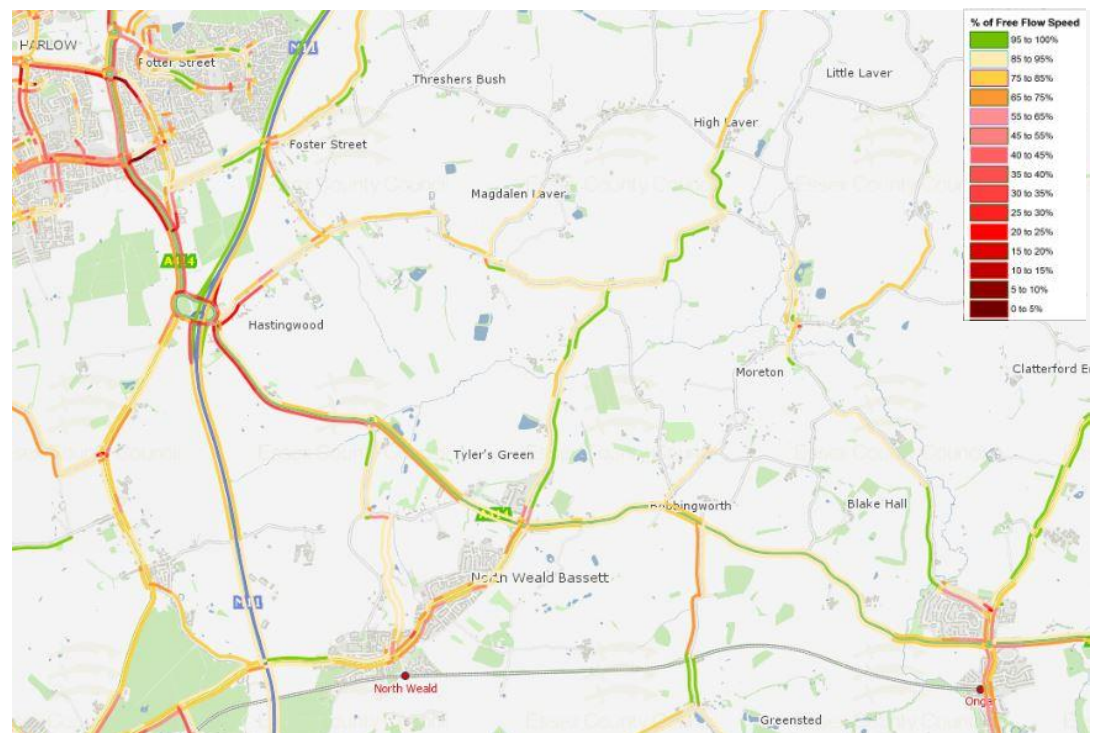 HARLOW
Potter Street
M11
Threshers Bush
Little Laver
High Laver
Foster Street
Magdalen Laver
A414
Hastingwood
Moreton
Clatterford
Tyler's Green
Bobbingworth
Blake Hall
North Weald Bassett
M11
North Weald
Greensted
% of Free Flow Speed
95 to 100%
85 to 95%
75 to 85%
65 to 75%
55 to 65%
45 to 55%
40 to 45%
35 to 40%
30 to 35%
25 to 30%
20 to 25%
15 to 20%
10 to 15%
5 to 10%
0 to 5%